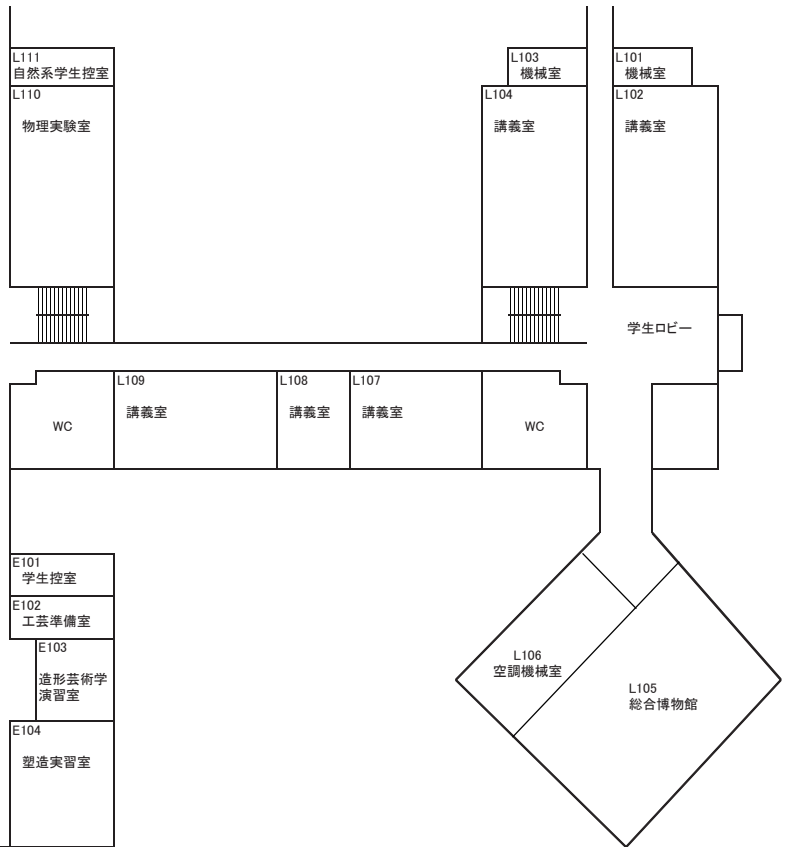 L111
自然系学生控室
L110
物理実験室
L103
機械室
L101
機械室
L104
講義室
L102
講義室
学生ロビー
L109
講義室
L108
講義室
L107
講義室
WC
WC
E101
学生控室
E102
工芸準備室
E103
造形芸術学
演習室
E104
塑造実習室
L106
空調機械室
L105
総合博物館